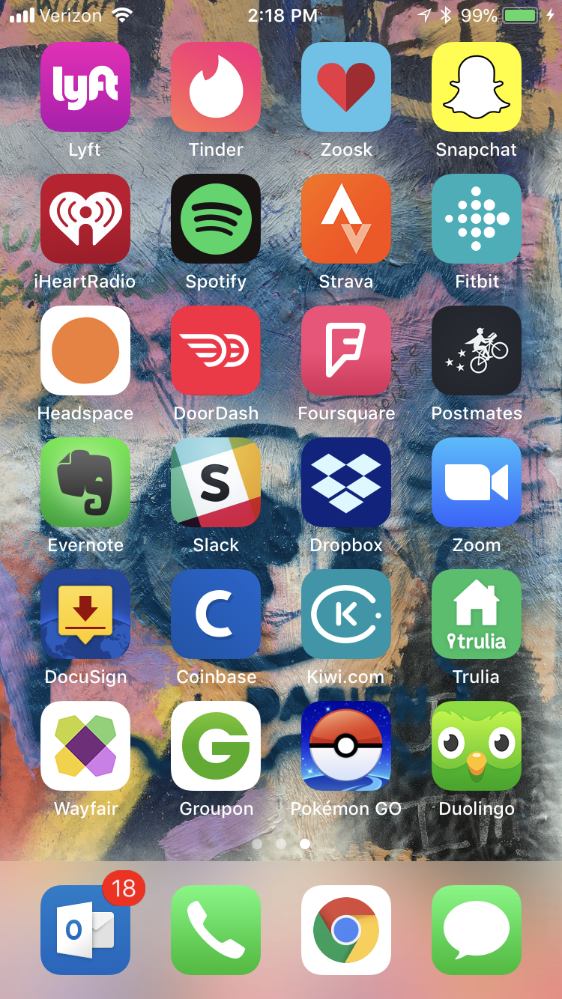 Verizon 2:18 PM 99%
lyft
Lyft Tinder Zoosk Snapchat
iHeartRadio Spotify Strava Fitbit
Headspace DoorDash Foursquare Postmates
S
Evernote Slack Dropbox Zoom
C K trulia
DocuSign Coinbase Kiwi.com Trulia
G
Wayfair Groupon Pokémon GO Duolingo
18
O